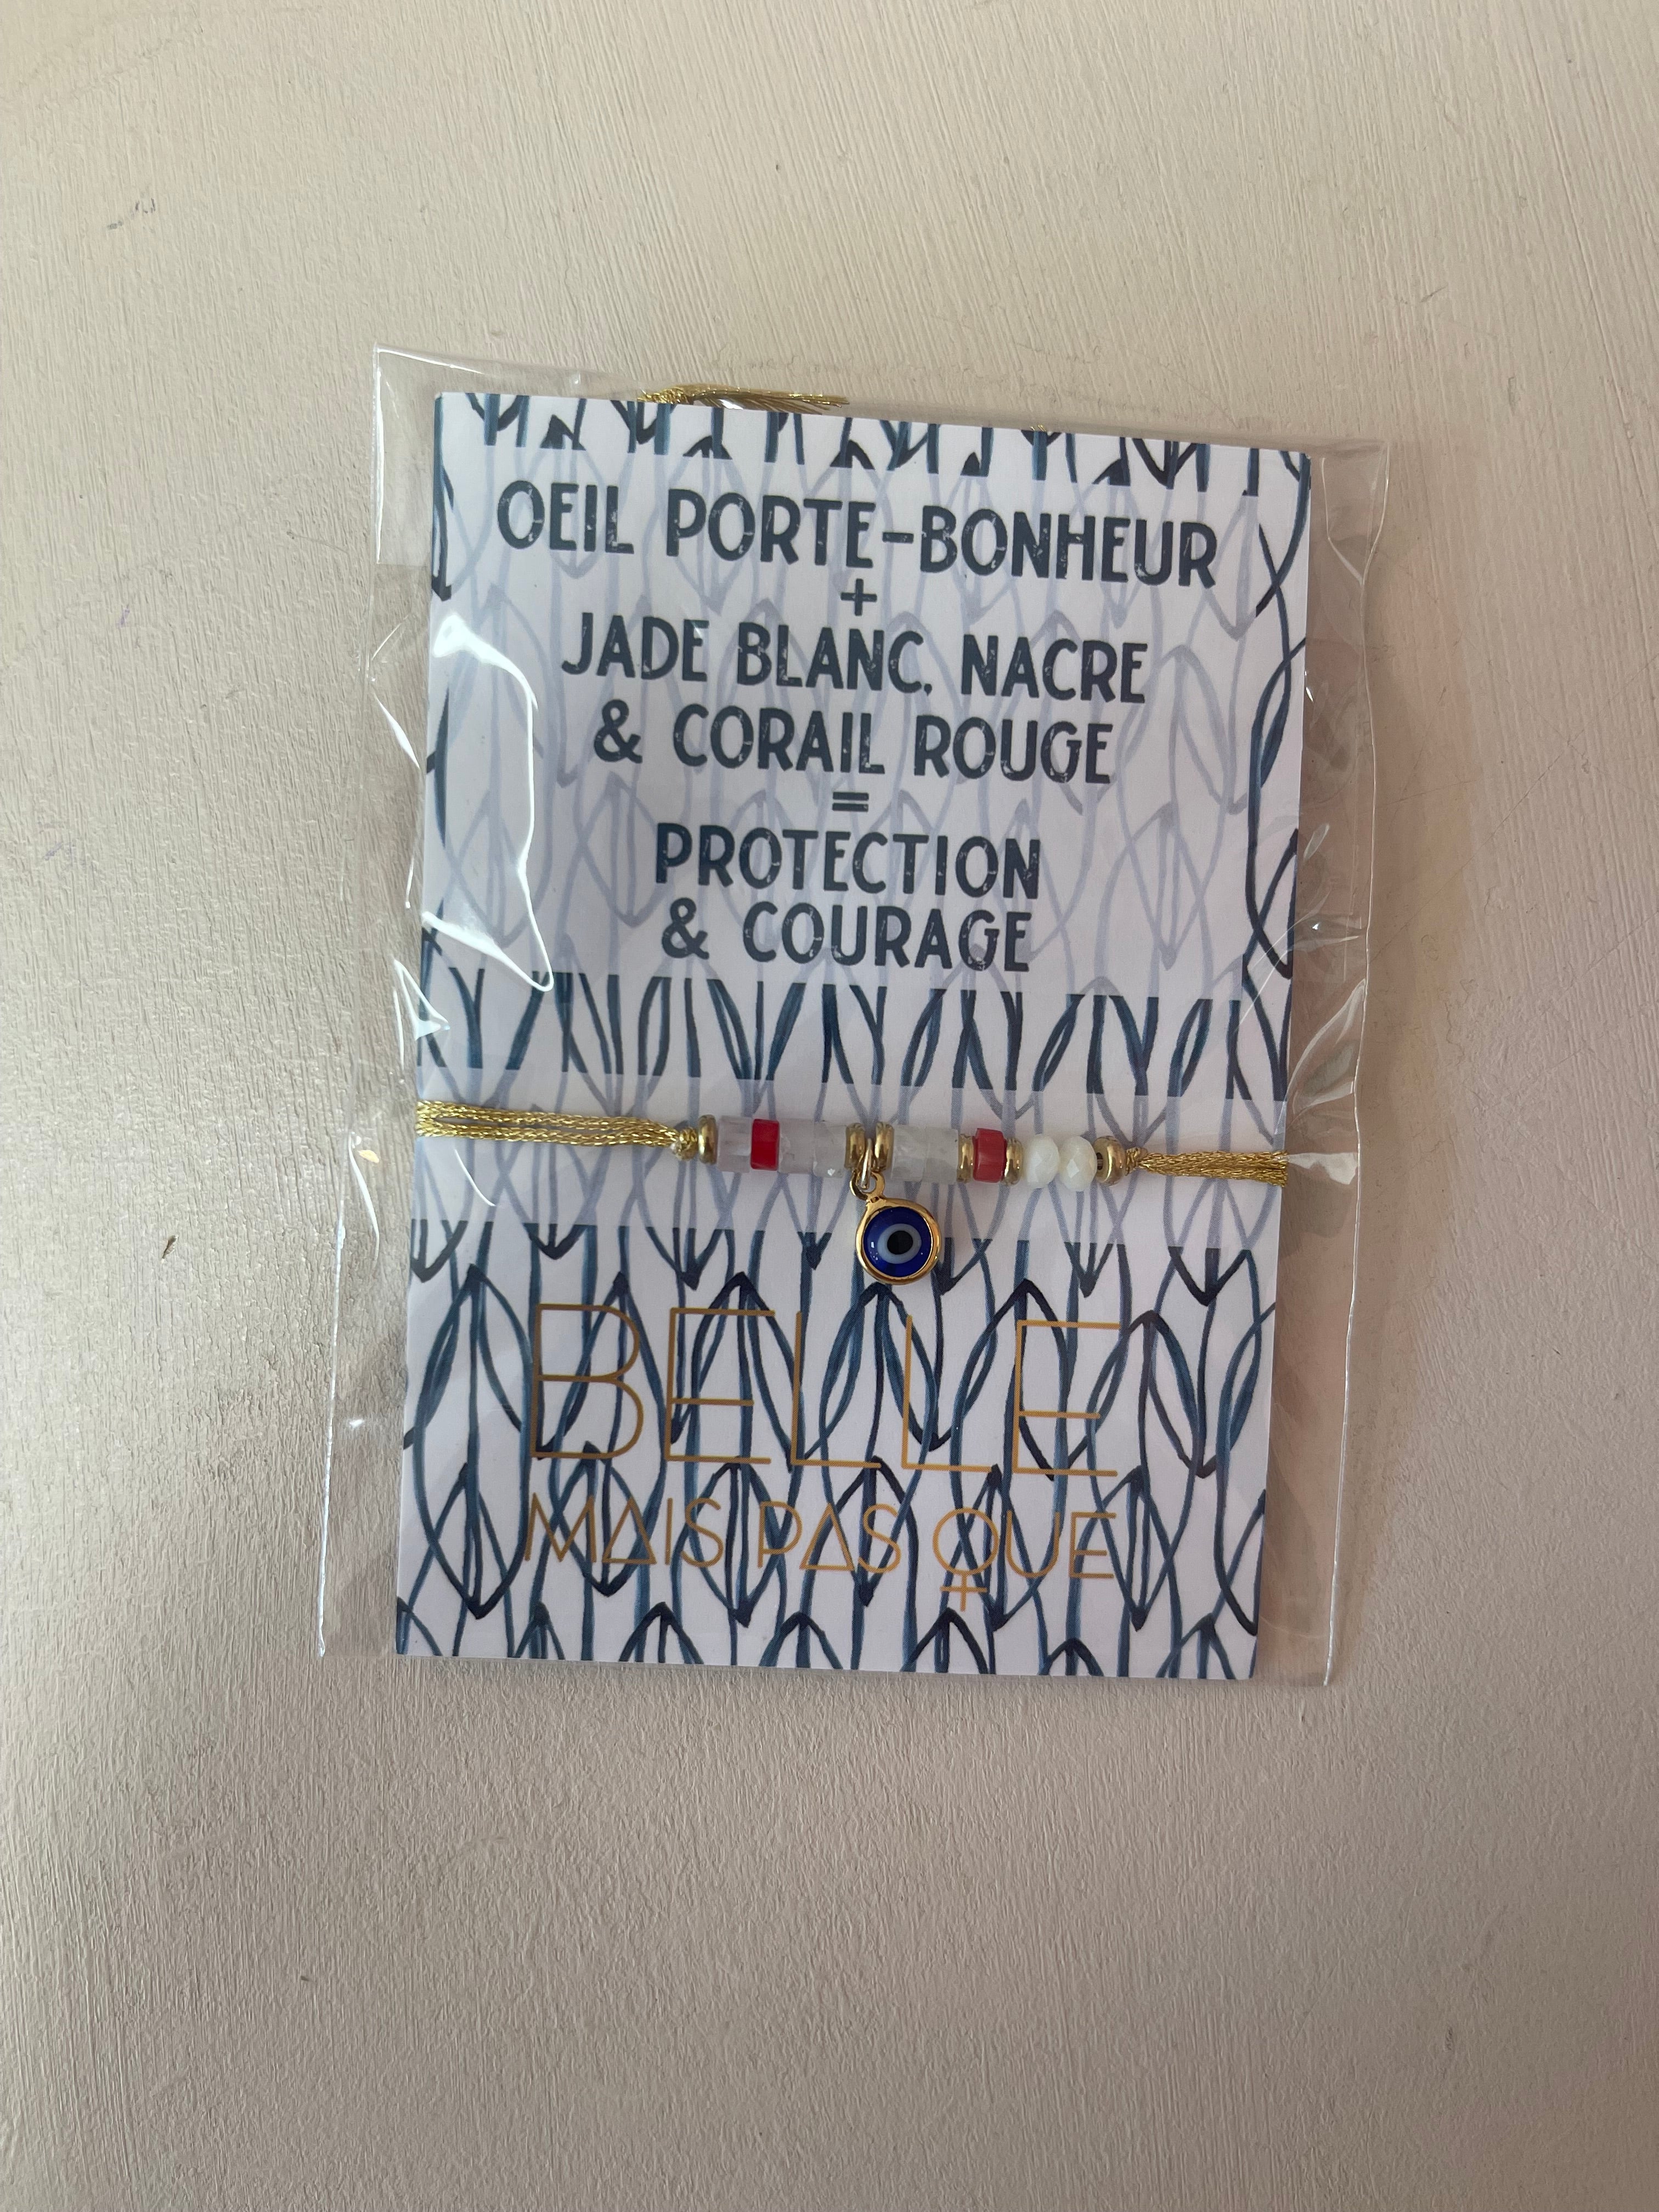 OEIL PORTE-BONHEUR
+
JADE BLANC, NACRE
& CORAIL ROUGE
=
PROTECTION
& COURAGE
BELLE
MAIS PAS QUE